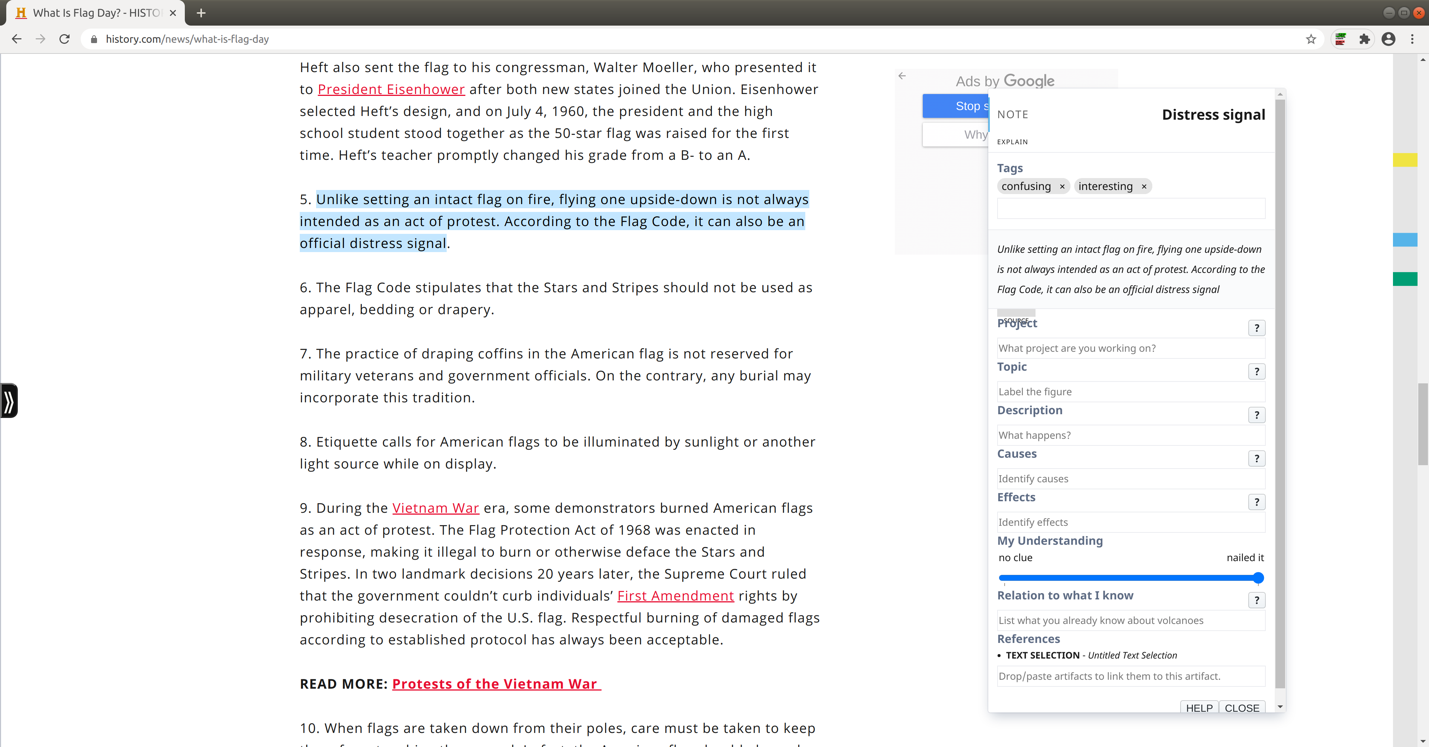 What Is Flag Day? - HISTO
history.com/news/what-is-flag-day
Heft also sent the flag to his congressman, Walter Moeller, who presented it
to President Eisenhower after both new states joined the Union. Eisenhower
selected Heft’s design, and on July 4, 1960, the president and the high
school student stood together as the 50-star flag was raised for the first
time. Heft’s teacher promptly changed his grade from a B- to an A.
5. Unlike setting an intact flag on fire, flying one upside-down is not always
intended as an act of protest. According to the Flag Code, it can also be an
official distress signal.
6. The Flag Code stipulates that the Stars and Stripes should not be used as
apparel, bedding or drapery.
7. The practice of draping coffins in the American flag is not reserved for
military veterans and government officials. On the contrary, any burial may
incorporate this tradition.
8. Etiquette calls for American flags to be illuminated by sunlight or another
light source while on display.
9. During the Vietnam War era, some demonstrators burned American flags
as an act of protest. The Flag Protection Act of 1968 was enacted in
response, making it illegal to burn or otherwise deface the Stars and
Stripes. In two landmark decisions 20 years later, the Supreme Court ruled
that the government couldn’t curb individuals’ First Amendment rights by
prohibiting desecration of the U.S. flag. Respectful burning of damaged flags
according to established protocol has always been acceptable.
READ MORE: Protests of the Vietnam War
10. When flags are taken down from their poles, care must be taken to keep
Ads by Google
Stop s
Why
NOTE
Distress signal
EXPLAIN
Tags
confusing ×
interesting ×
Unlike setting an intact flag on fire, flying one upside-down
is not always intended as an act of protest. According to the
Flag Code, it can also be an official distress signal
SOURCE
Project
?
What project are you working on?
Topic
?
Label the figure
Description
?
What happens?
Causes
?
Identify causes
Effects
?
Identify effects
My Understanding
no clue
nailed it
Relation to what I know
?
List what you already know about volcanoes
References
• TEXT SELECTION - Untitled Text Selection
Drop/paste artifacts to link them to this artifact.
HELP
CLOSE